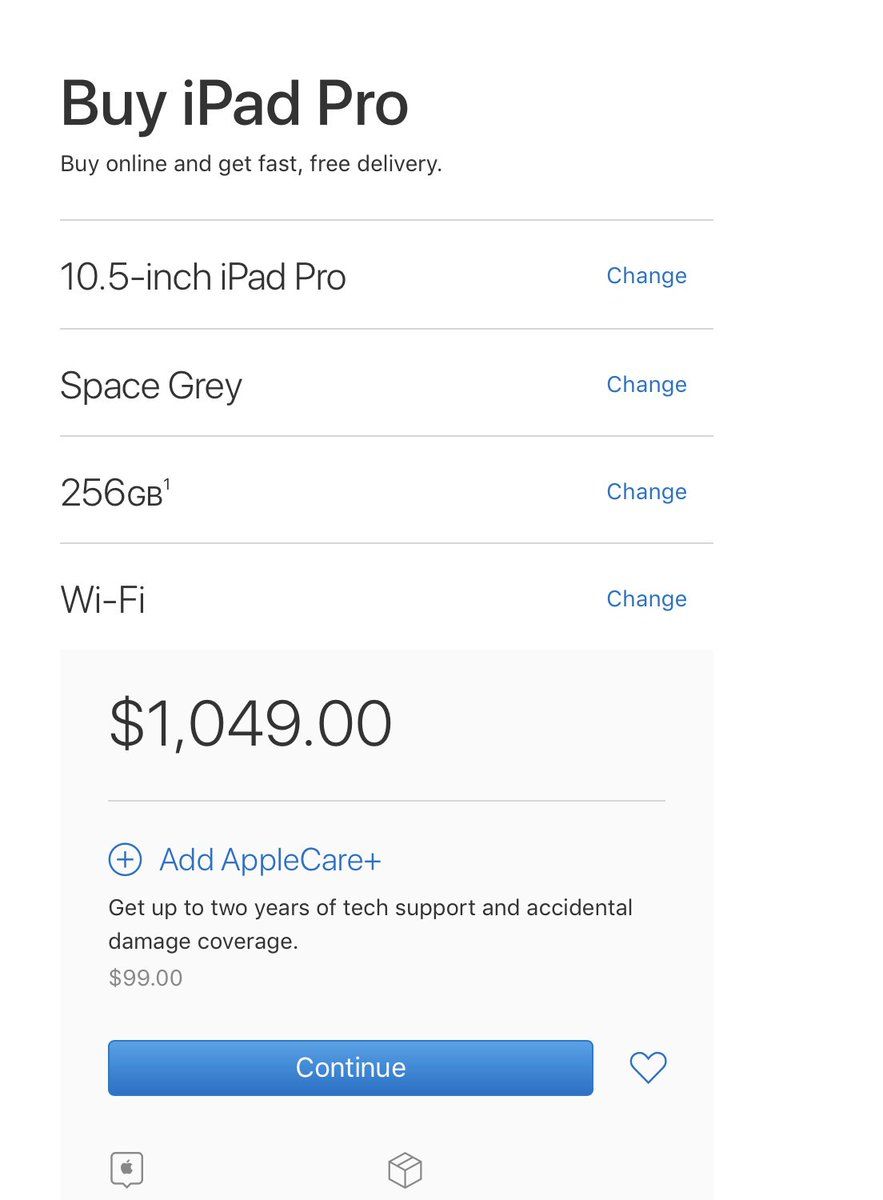 Buy iPad Pro
Buy online and get fast, free delivery.
10.5-inch iPad Pro
Change
Space Grey
Change
256GB¹
Change
Wi-Fi
Change
$1,049.00
Add AppleCare+
Get up to two years of tech support and accidental
damage coverage.
$99.00
Continue